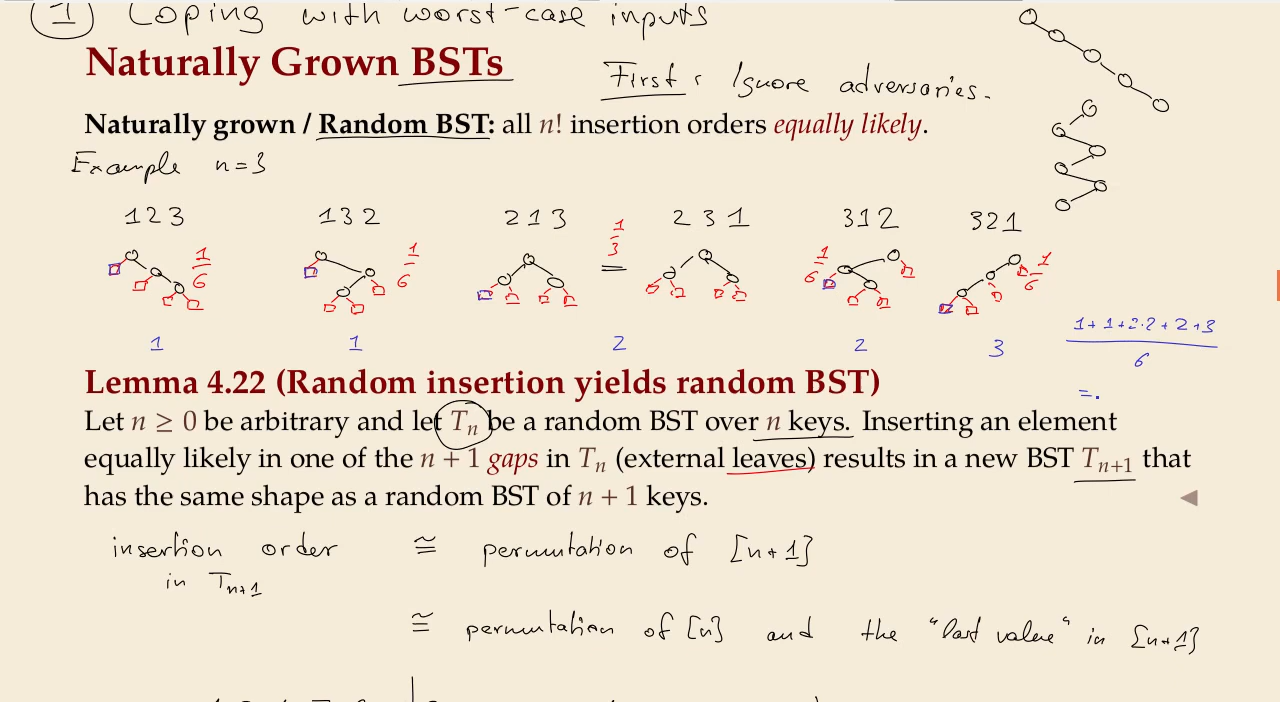 1 Coping with worst-case inputs
Naturally Grown BSTs
First: Ignore adversaries.
Naturally grown / Random BST: all n! insertion orders equally likely.
Example n=3
123 132 213 231 312 321
1/6 1/6 1/3 1/6 1/6
=
1 1 2 2 3
1+1+2·2+2+3
6
=.
Lemma 4.22 (Random insertion yields random BST)
Let n ≥ 0 be arbitrary and let Tn be a random BST over n keys. Inserting an element
equally likely in one of the n + 1 gaps in Tn (external leaves) results in a new BST Tn+1 that
has the same shape as a random BST of n + 1 keys.
insertion order ≅ permutation of [n+1]
in Tn+1
≅ permutation of [n] and the "last value" in [n+1]